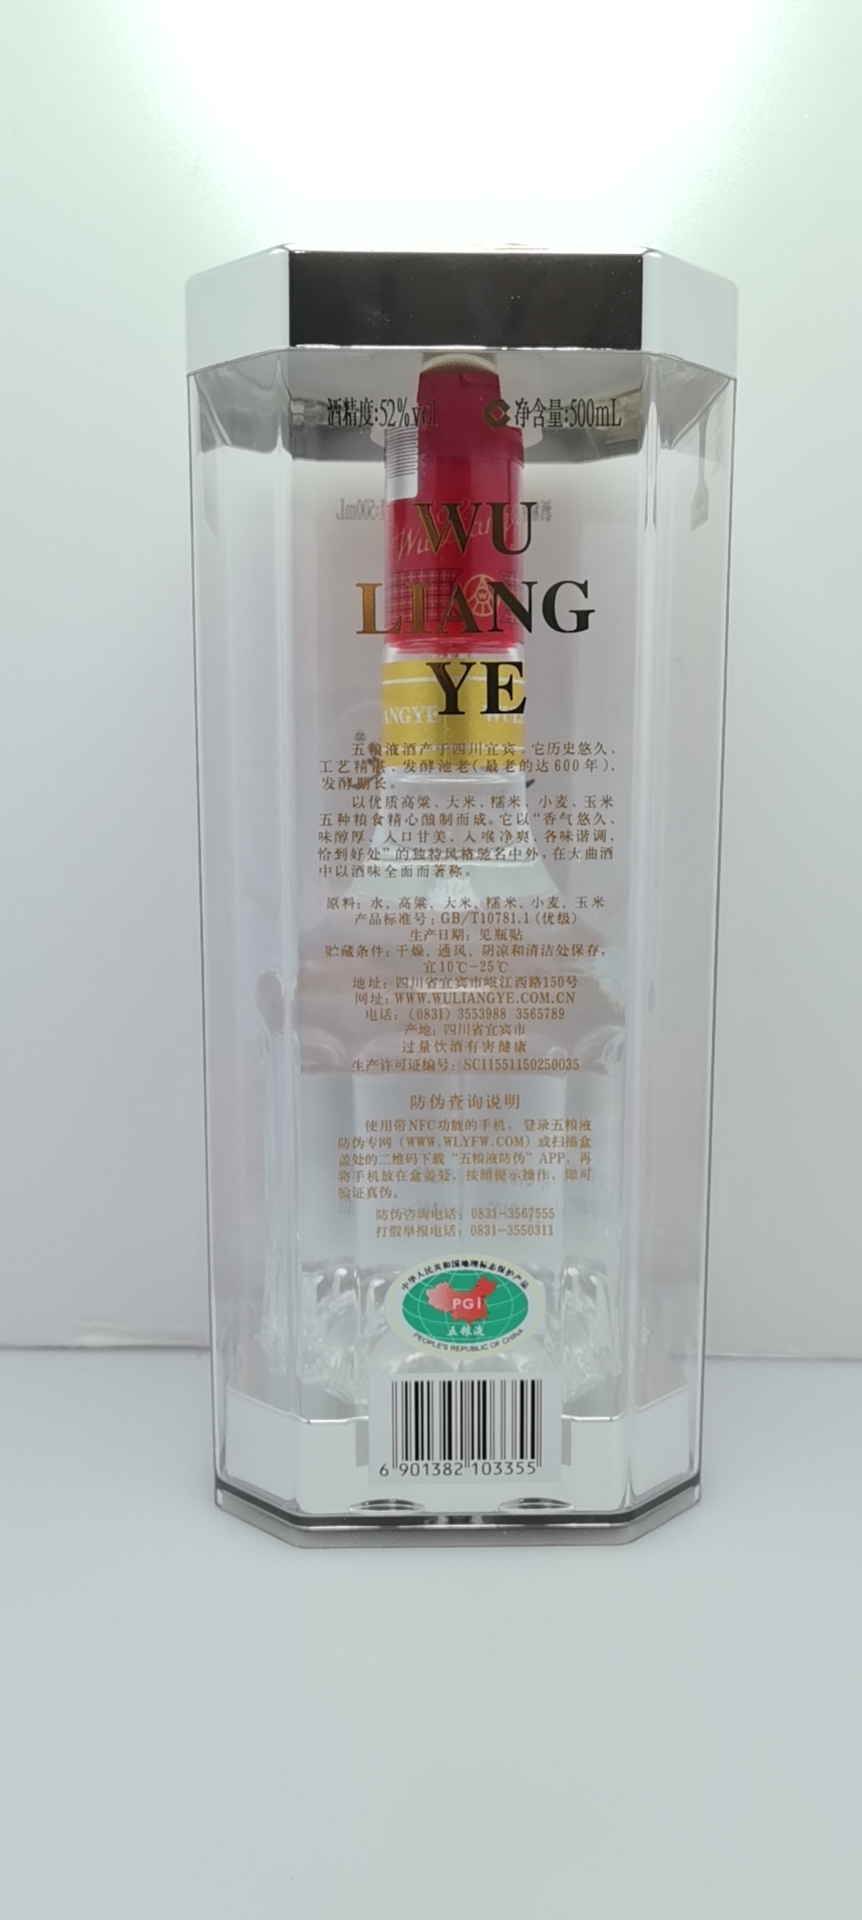 酒精度:52%vol 净含量:500mL
WU
LIANG
YE
五粮液酒产于四川宜宾。它历史悠久、
工艺精湛、发酵池老(最老的达600年)、
发酵期长。
以优质高粱、大米、糯米、小麦、玉米
五种粮食精心酿制而成。它以“香气悠久、
味醇厚、入口甘美、入喉净爽、各味谐调、
恰到好处”的独特风格驰名中外,在大曲酒
中以酒味全面而著称。
原料: 水、高粱、大米、糯米、小麦、玉米
产品标准号: GB/T10781.1(优级)
生产日期: 见瓶贴
贮藏条件: 干燥、通风、阴凉和清洁处保存,
宜10℃-25℃
地址: 四川省宜宾市岷江西路150号
网址: WWW.WULIANGYE.COM.CN
电话: (0831) 3553988 3565789
产地: 四川省宜宾市
过量饮酒有害健康
生产许可证编号: SC11551150250035
防伪查询说明
使用带NFC功能的手机, 登录五粮液
防伪专网 (WWW.WLYFW.COM) 或扫描盒
盖处的二维码下载 “五粮液防伪” APP, 再
将手机放在盒盖处, 按照提示操作, 即可
验证真伪。
防伪咨询电话: 0831-3567555
打假举报电话: 0831-3550311
中华人民共和国地理标志保护产品
PGI
五粮液
PEOPLE'S REPUBLIC OF CHINA
6 901382 103355